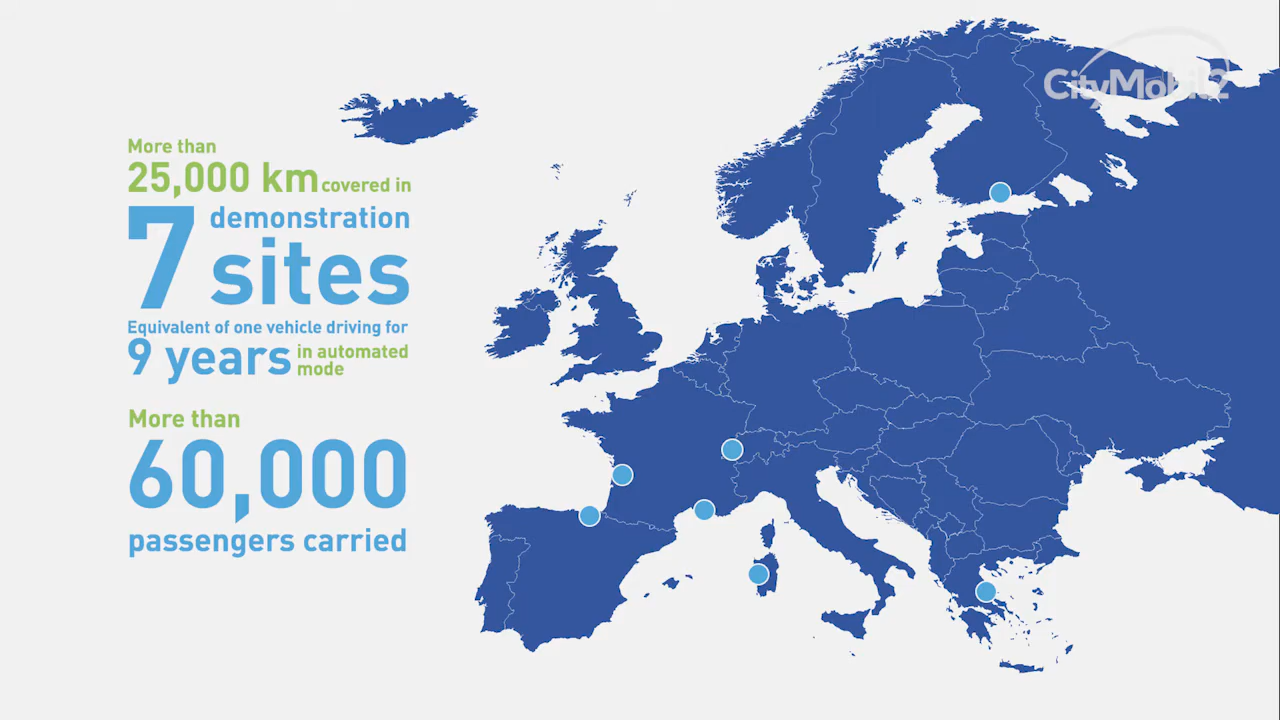 More than
25,000 km covered in
7 demonstration
sites
Equivalent of one vehicle driving for
9 years in automated
mode
More than
60,000
passengers carried
CityMobil2